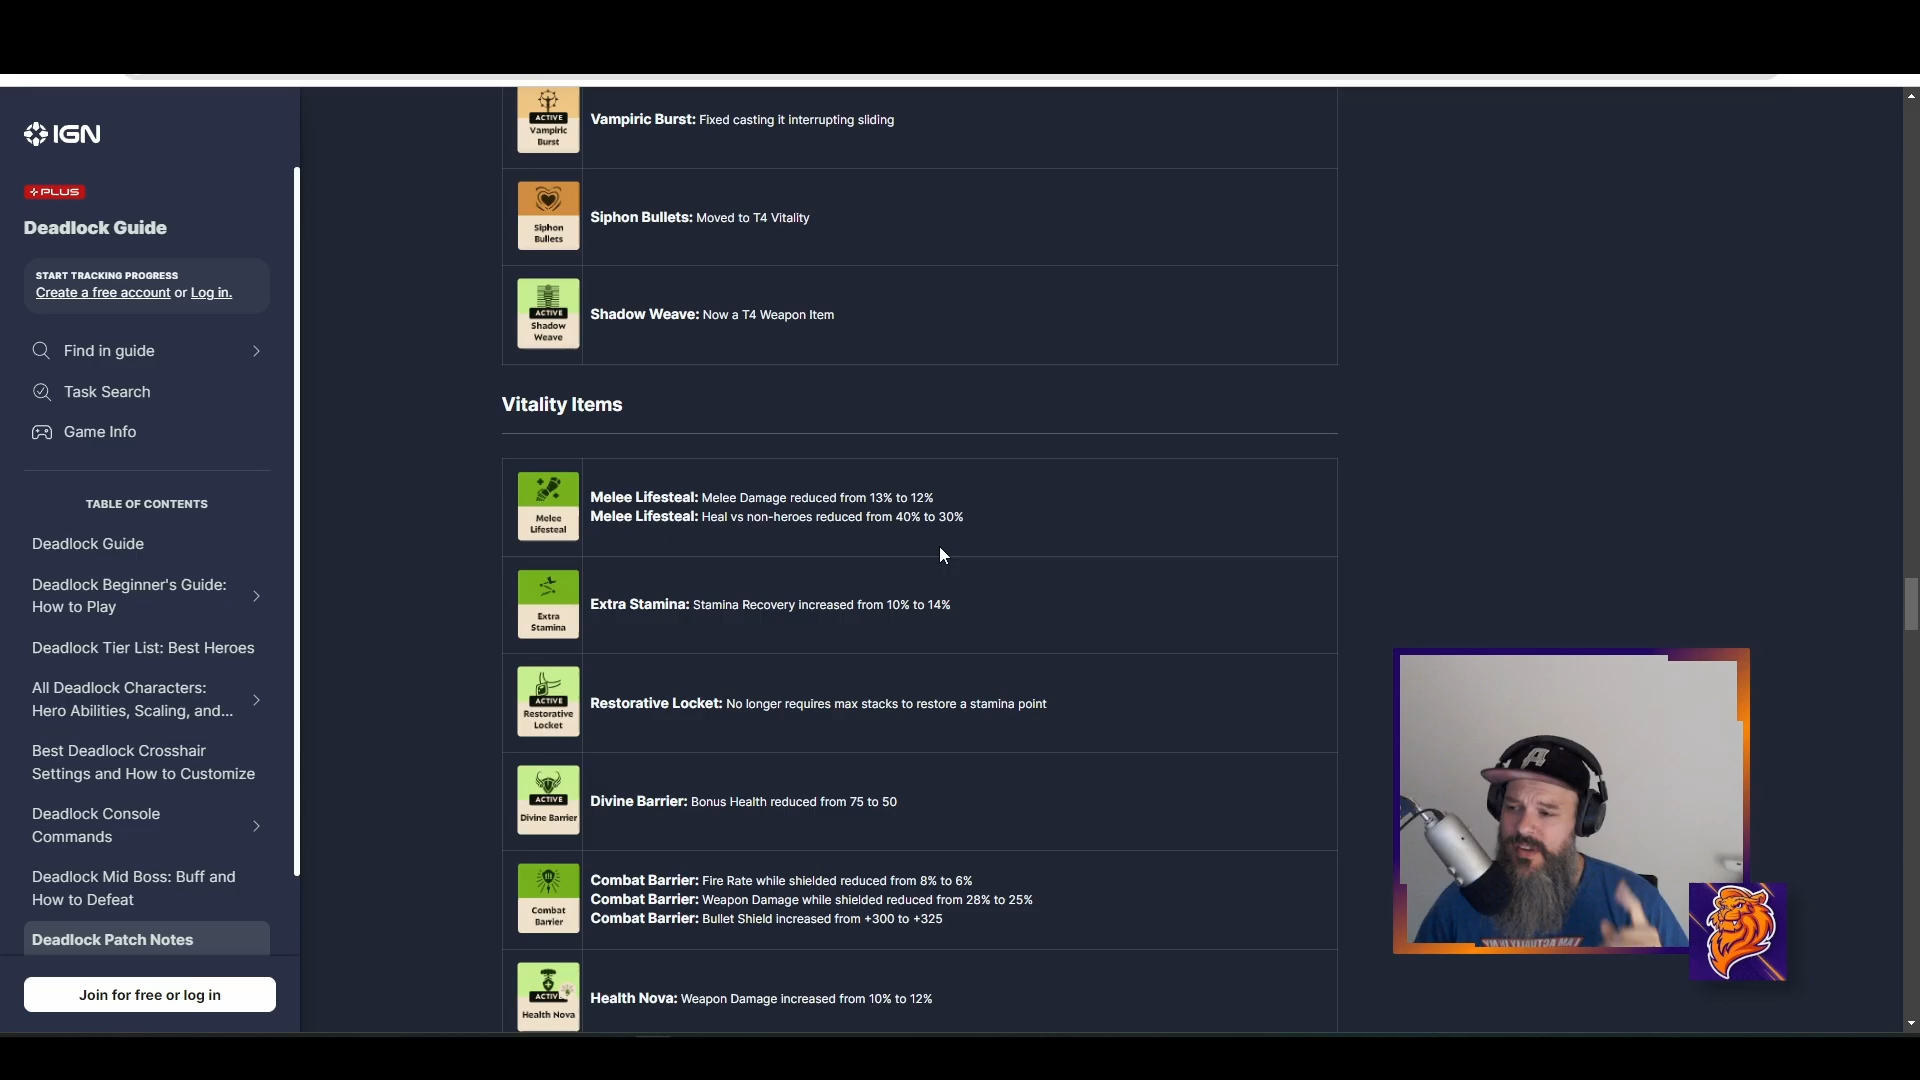 IGN
+PLUS
Deadlock Guide
START TRACKING PROGRESS
Create a free account or Log in.
Find in guide
Task Search
Game Info
TABLE OF CONTENTS
Deadlock Guide
Deadlock Beginner's Guide:
How to Play
Deadlock Tier List: Best Heroes
All Deadlock Characters:
Hero Abilities, Scaling, and...
Best Deadlock Crosshair
Settings and How to Customize
Deadlock Console
Commands
Deadlock Mid Boss: Buff and
How to Defeat
Deadlock Patch Notes
Join for free or log in
ACTIVE
Vampiric
Burst
Vampiric Burst: Fixed casting it interrupting sliding
Siphon
Bullets
Siphon Bullets: Moved to T4 Vitality
ACTIVE
Shadow
Weave
Shadow Weave: Now a T4 Weapon Item
Vitality Items
Melee
Lifesteal
Melee Lifesteal: Melee Damage reduced from 13% to 12%
Melee Lifesteal: Heal vs non-heroes reduced from 40% to 30%
Extra
Stamina
Extra Stamina: Stamina Recovery increased from 10% to 14%
ACTIVE
Restorative
Locket
Restorative Locket: No longer requires max stacks to restore a stamina point
ACTIVE
Divine Barrier
Divine Barrier: Bonus Health reduced from 75 to 50
Combat
Barrier
Combat Barrier: Fire Rate while shielded reduced from 8% to 6%
Combat Barrier: Weapon Damage while shielded reduced from 28% to 25%
Combat Barrier: Bullet Shield increased from +300 to +325
ACTIVE
Health Nova
Health Nova: Weapon Damage increased from 10% to 12%
A